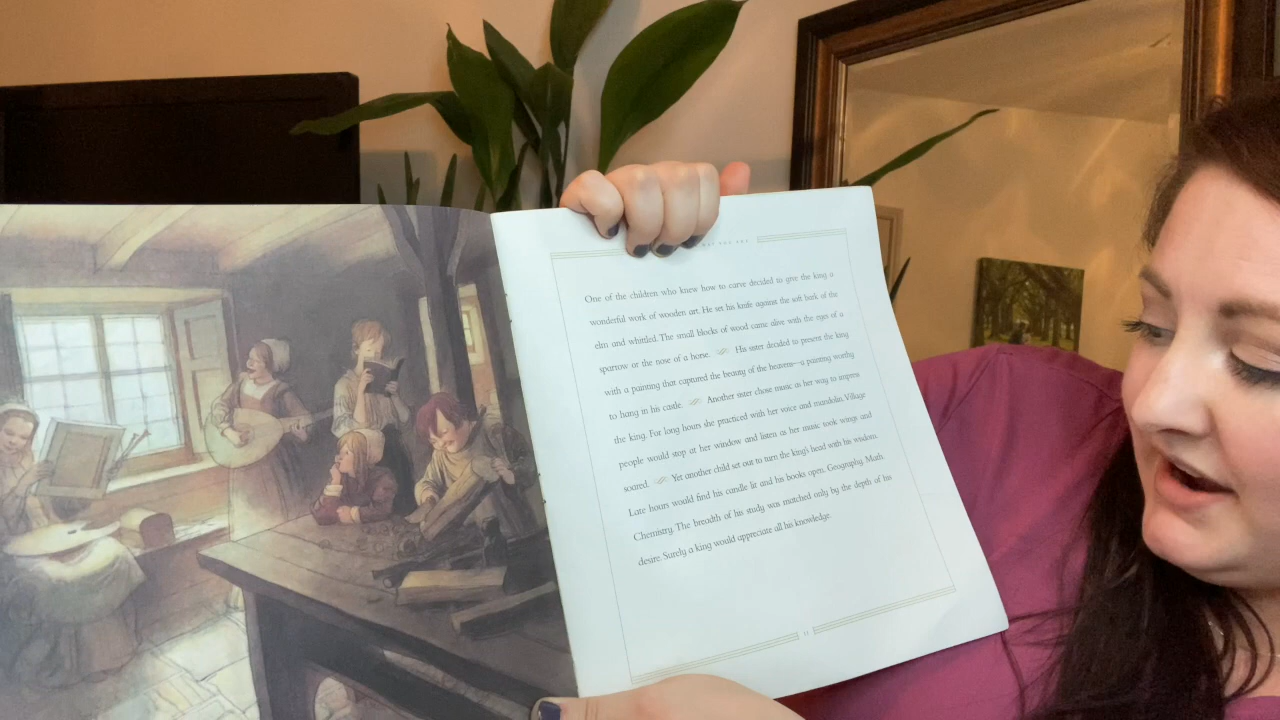 YOU ARE
One of the children who knew how to carve decided to give the king a
wonderful work of wooden art. He set his knife against the soft bark of the
elm and whittled. The small blocks of wood came alive with the eyes of a
sparrow or the nose of a horse. His sister decided to present the king
with a painting that captured the beauty of the heavens—a painting worthy
to hang in his castle. Another sister chose music as her way to impress
the king. For long hours she practiced with her voice and mandolin. Village
people would stop at her window and listen as her music took wings and
soared. Yet another child set out to turn the king's head with his wisdom.
Late hours would find his candle lit and his books open. Geography. Math.
Chemistry. The breadth of his study was matched only by the depth of his
desire. Surely a king would appreciate all his knowledge.